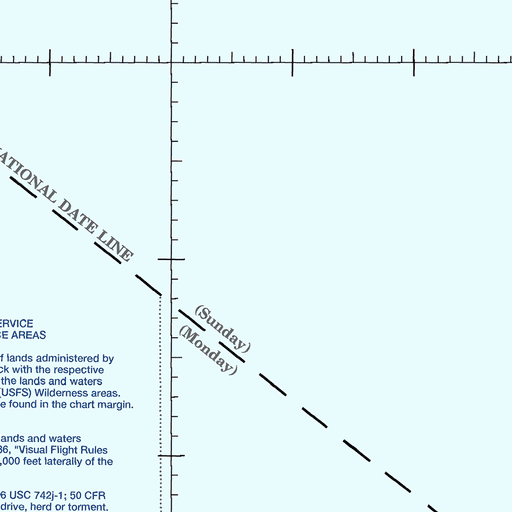 NATIONAL DATE LINE
(Sunday)
(Monday)
ERVICE
E AREAS
f lands administered by
ck with the respective
the lands and waters
(USFS) Wilderness areas.
e found in the chart margin.
ands and waters
36, "Visual Flight Rules
,000 feet laterally of the
6 USC 742j-1; 50 CFR
drive, herd or torment.